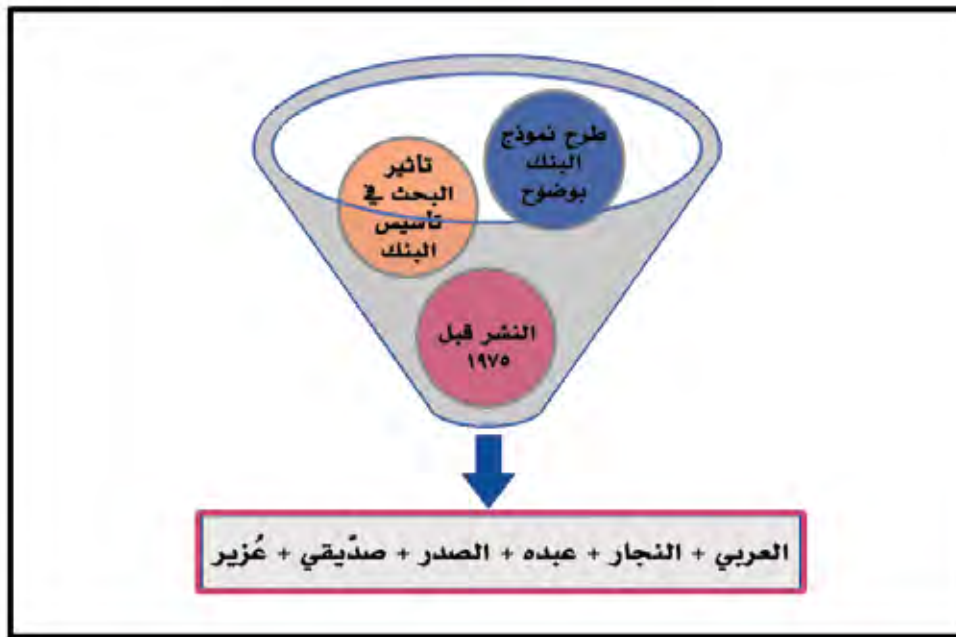 طرح نموذج
البنك
بوضوح
تأثير
البحث في
تأسيس
البنك
النشر قبل
١٩٧٥
العربي + النجار + عبده + الصدر + صدّيقي + عُزير